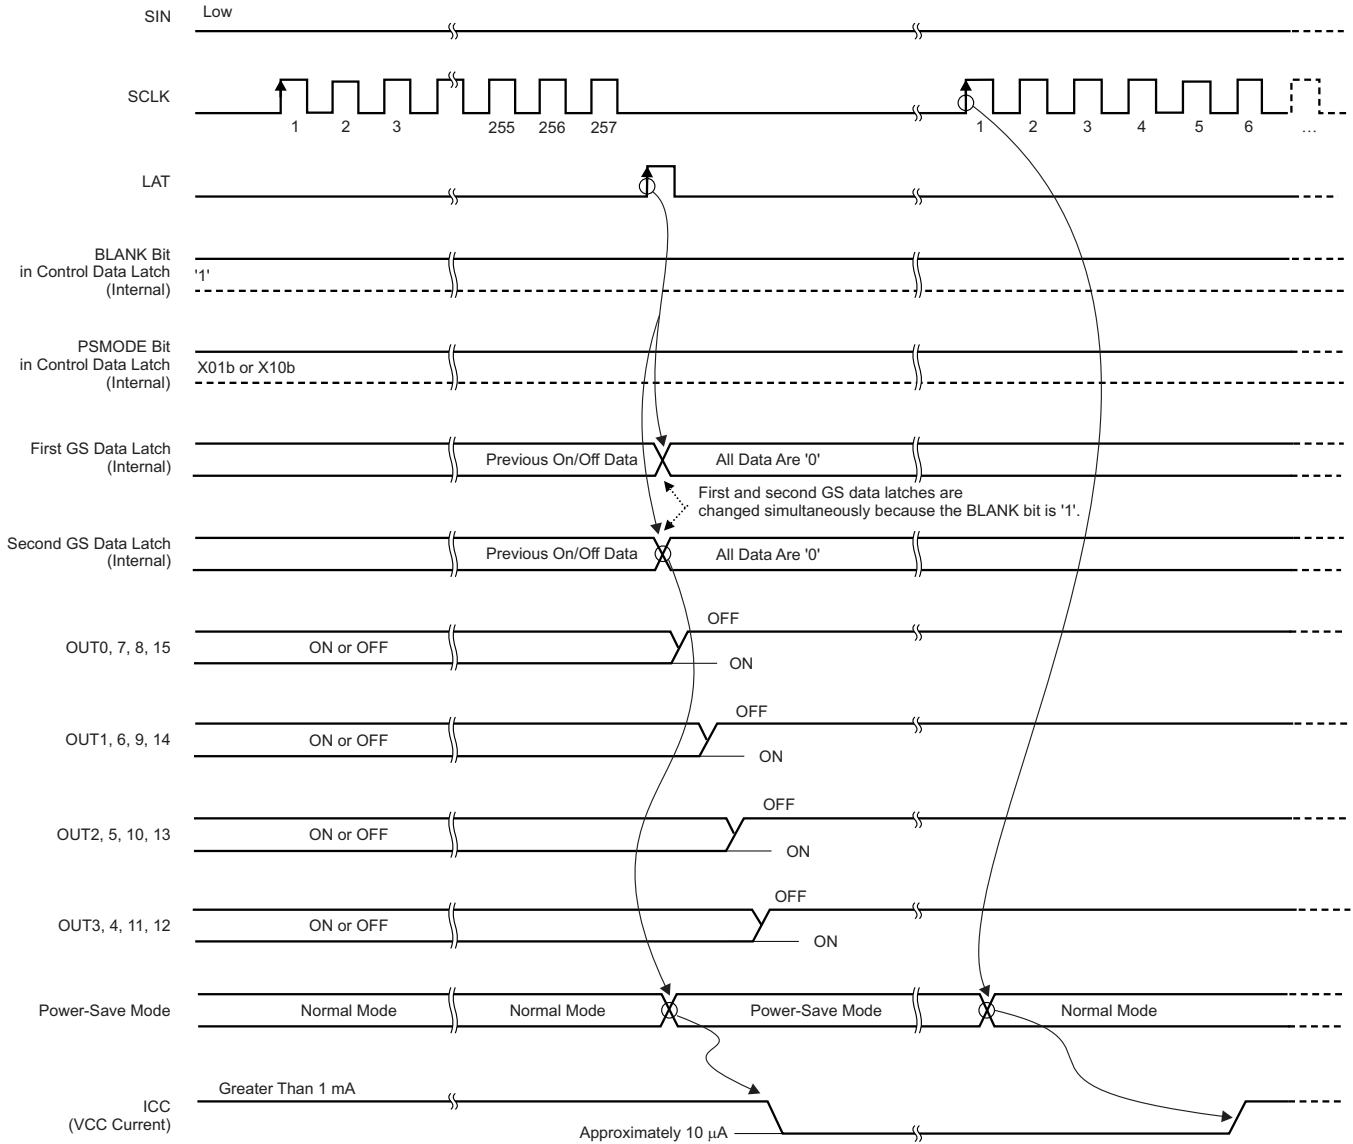 SIN
Low
SCLK
1 2 3 255 256 257 1 2 3 4 5 6 ...
LAT
BLANK Bit
in Control Data Latch
(Internal)
'1'
PSMODE Bit
in Control Data Latch
(Internal)
X01b or X10b
First GS Data Latch
(Internal)
Previous On/Off Data
All Data Are '0'
First and second GS data latches are
changed simultaneously because the BLANK bit is '1'.
Second GS Data Latch
(Internal)
Previous On/Off Data
All Data Are '0'
OUT0, 7, 8, 15
ON or OFF
OFF
ON
OUT1, 6, 9, 14
ON or OFF
OFF
ON
OUT2, 5, 10, 13
ON or OFF
OFF
ON
OUT3, 4, 11, 12
ON or OFF
OFF
ON
Power-Save Mode
Normal Mode
Normal Mode
Power-Save Mode
Normal Mode
ICC
(VCC Current)
Greater Than 1 mA
Approximately 10 μA